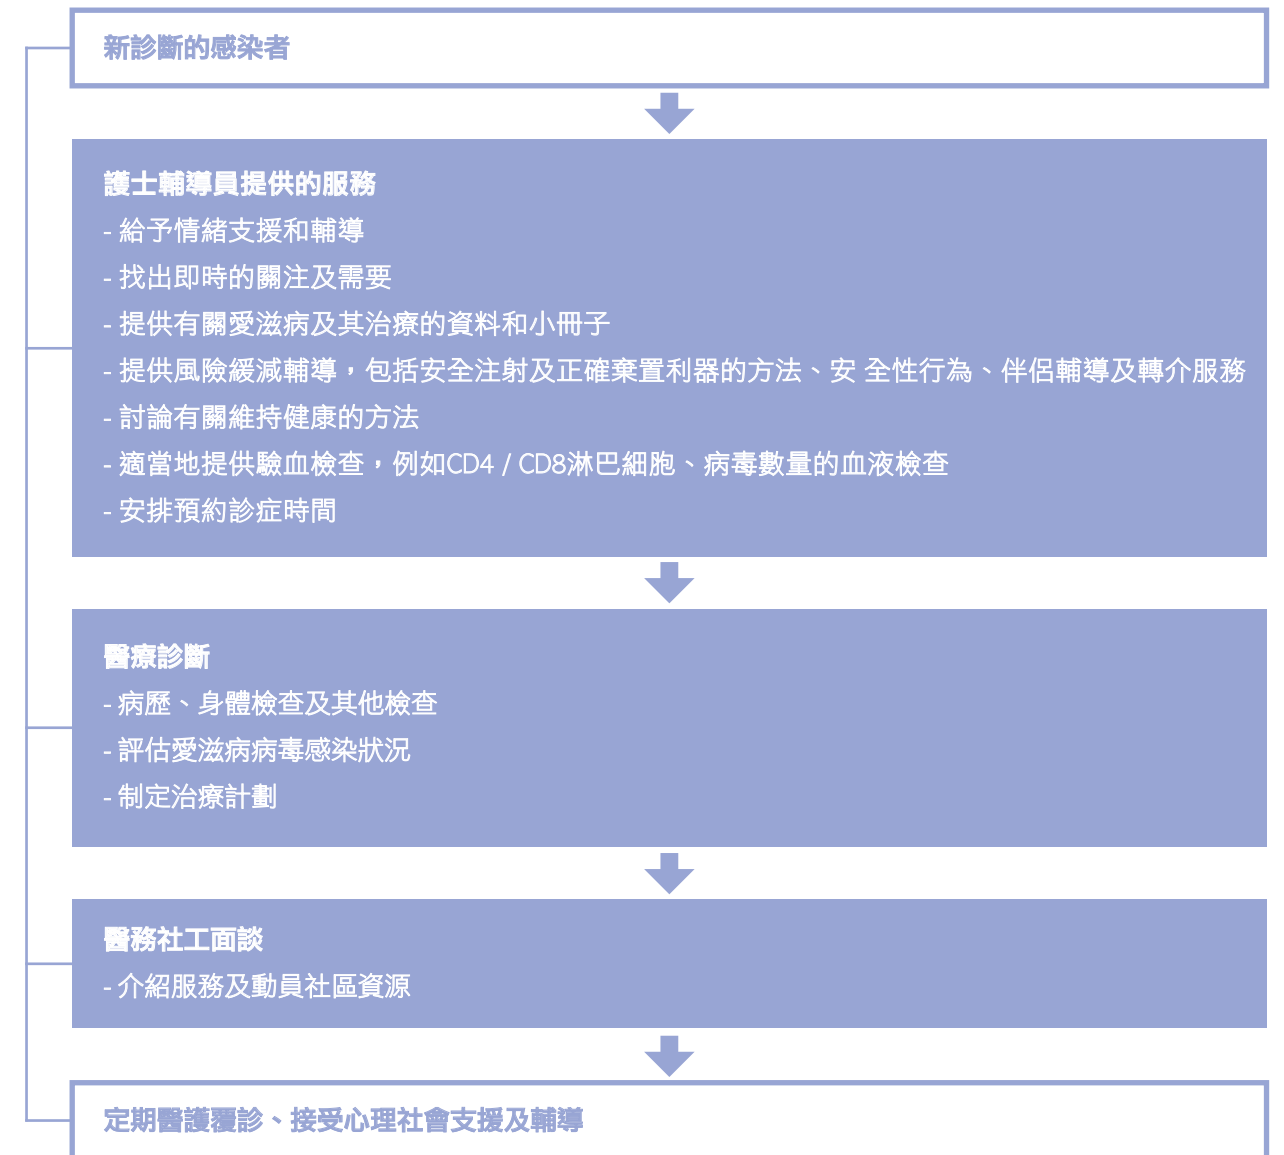 新診斷的感染者
護士輔導員提供的服務
- 給予情緒支援和輔導
- 找出即時的關注及需要
- 提供有關愛滋病及其治療的資料和小冊子
- 提供風險緩減輔導，包括安全注射及正確棄置利器的方法、安 全性行為、伴侶輔導及轉介服務
- 討論有關維持健康的方法
- 適當地提供驗血檢查，例如CD4 / CD8淋巴細胞、病毒數量的血液檢查
- 安排預約診症時間
醫療診斷
- 病歷、身體檢查及其他檢查
- 評估愛滋病病毒感染狀況
- 制定治療計劃
醫務社工面談
- 介紹服務及動員社區資源
定期醫護覆診、接受心理社會支援及輔導